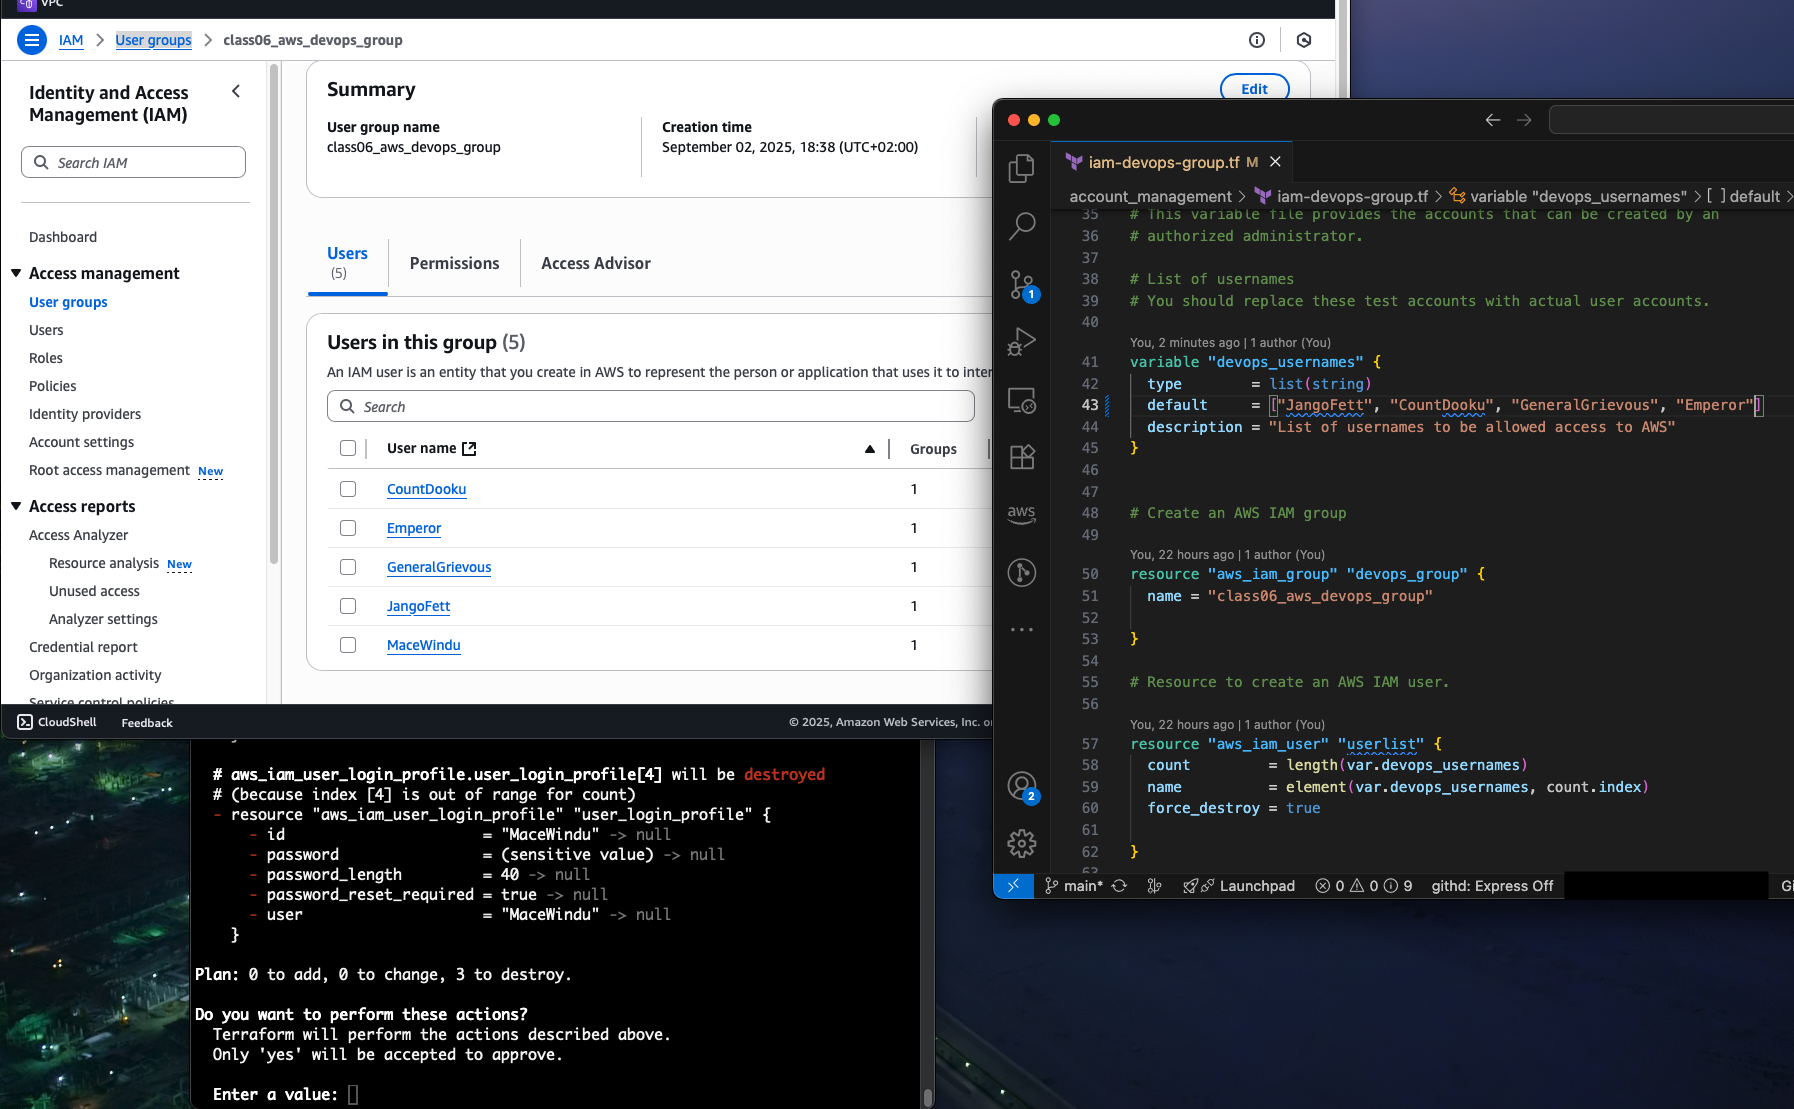 VPC
IAM > User groups > class06_aws_devops_group
Identity and Access Management (IAM)
Search IAM
Dashboard
Access management
User groups
Users
Roles
Policies
Identity providers
Account settings
Root access management New
Access reports
Access Analyzer
Resource analysis New
Unused access
Analyzer settings
Credential report
Organization activity
Service control policies
Summary
Edit
User group name
class06_aws_devops_group
Creation time
September 02, 2025, 18:38 (UTC+02:00)
Users (5)
Permissions
Access Advisor
Users in this group (5)
An IAM user is an entity that you create in AWS to represent the person or application that uses it to inter
Search
User name Groups
CountDooku 1
Emperor 1
GeneralGrievous 1
JangoFett 1
MaceWindu 1
CloudShell Feedback © 2025, Amazon Web Services, Inc. or
# aws_iam_user_login_profile.user_login_profile[4] will be destroyed
# (because index [4] is out of range for count)
- resource "aws_iam_user_login_profile" "user_login_profile" {
- id = "MaceWindu" -> null
- password = (sensitive value) -> null
- password_length = 40 -> null
- password_reset_required = true -> null
- user = "MaceWindu" -> null
}
Plan: 0 to add, 0 to change, 3 to destroy.
Do you want to perform these actions?
Terraform will perform the actions described above.
Only 'yes' will be accepted to approve.
Enter a value:
iam-devops-group.tf M
account_management > iam-devops-group.tf > variable "devops_usernames" > [ ] default >
35 # This variable file provides the accounts that can be created by an
36 # authorized administrator.
37
38 # List of usernames
39 # You should replace these test accounts with actual user accounts.
40
You, 2 minutes ago | 1 author (You)
41 variable "devops_usernames" {
42 type = list(string)
43 default = ["JangoFett", "CountDooku", "GeneralGrievous", "Emperor"]
44 description = "List of usernames to be allowed access to AWS"
45 }
46
47
48 # Create an AWS IAM group
49
You, 22 hours ago | 1 author (You)
50 resource "aws_iam_group" "devops_group" {
51 name = "class06_aws_devops_group"
52
53 }
54
55 # Resource to create an AWS IAM user.
56
You, 22 hours ago | 1 author (You)
57 resource "aws_iam_user" "userlist" {
58 count = length(var.devops_usernames)
59 name = element(var.devops_usernames, count.index)
60 force_destroy = true
61
62 }
63
1
aws
2
main* Launchpad 0 0 9 githd: Express Off Gi